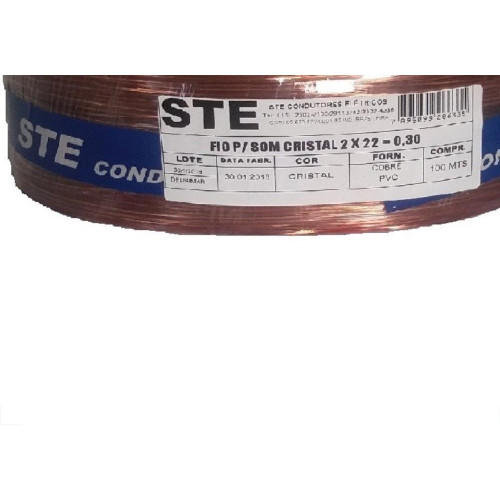 STE
STE CONDUTORES ELETRICOS
FIO P/ SOM CRISTAL 2 X 22 - 0,30
LOTE DATA FABR. COR FORN. COMPR.
30.01.2018 CRISTAL COBRE PVC 100 MTS
STE COND